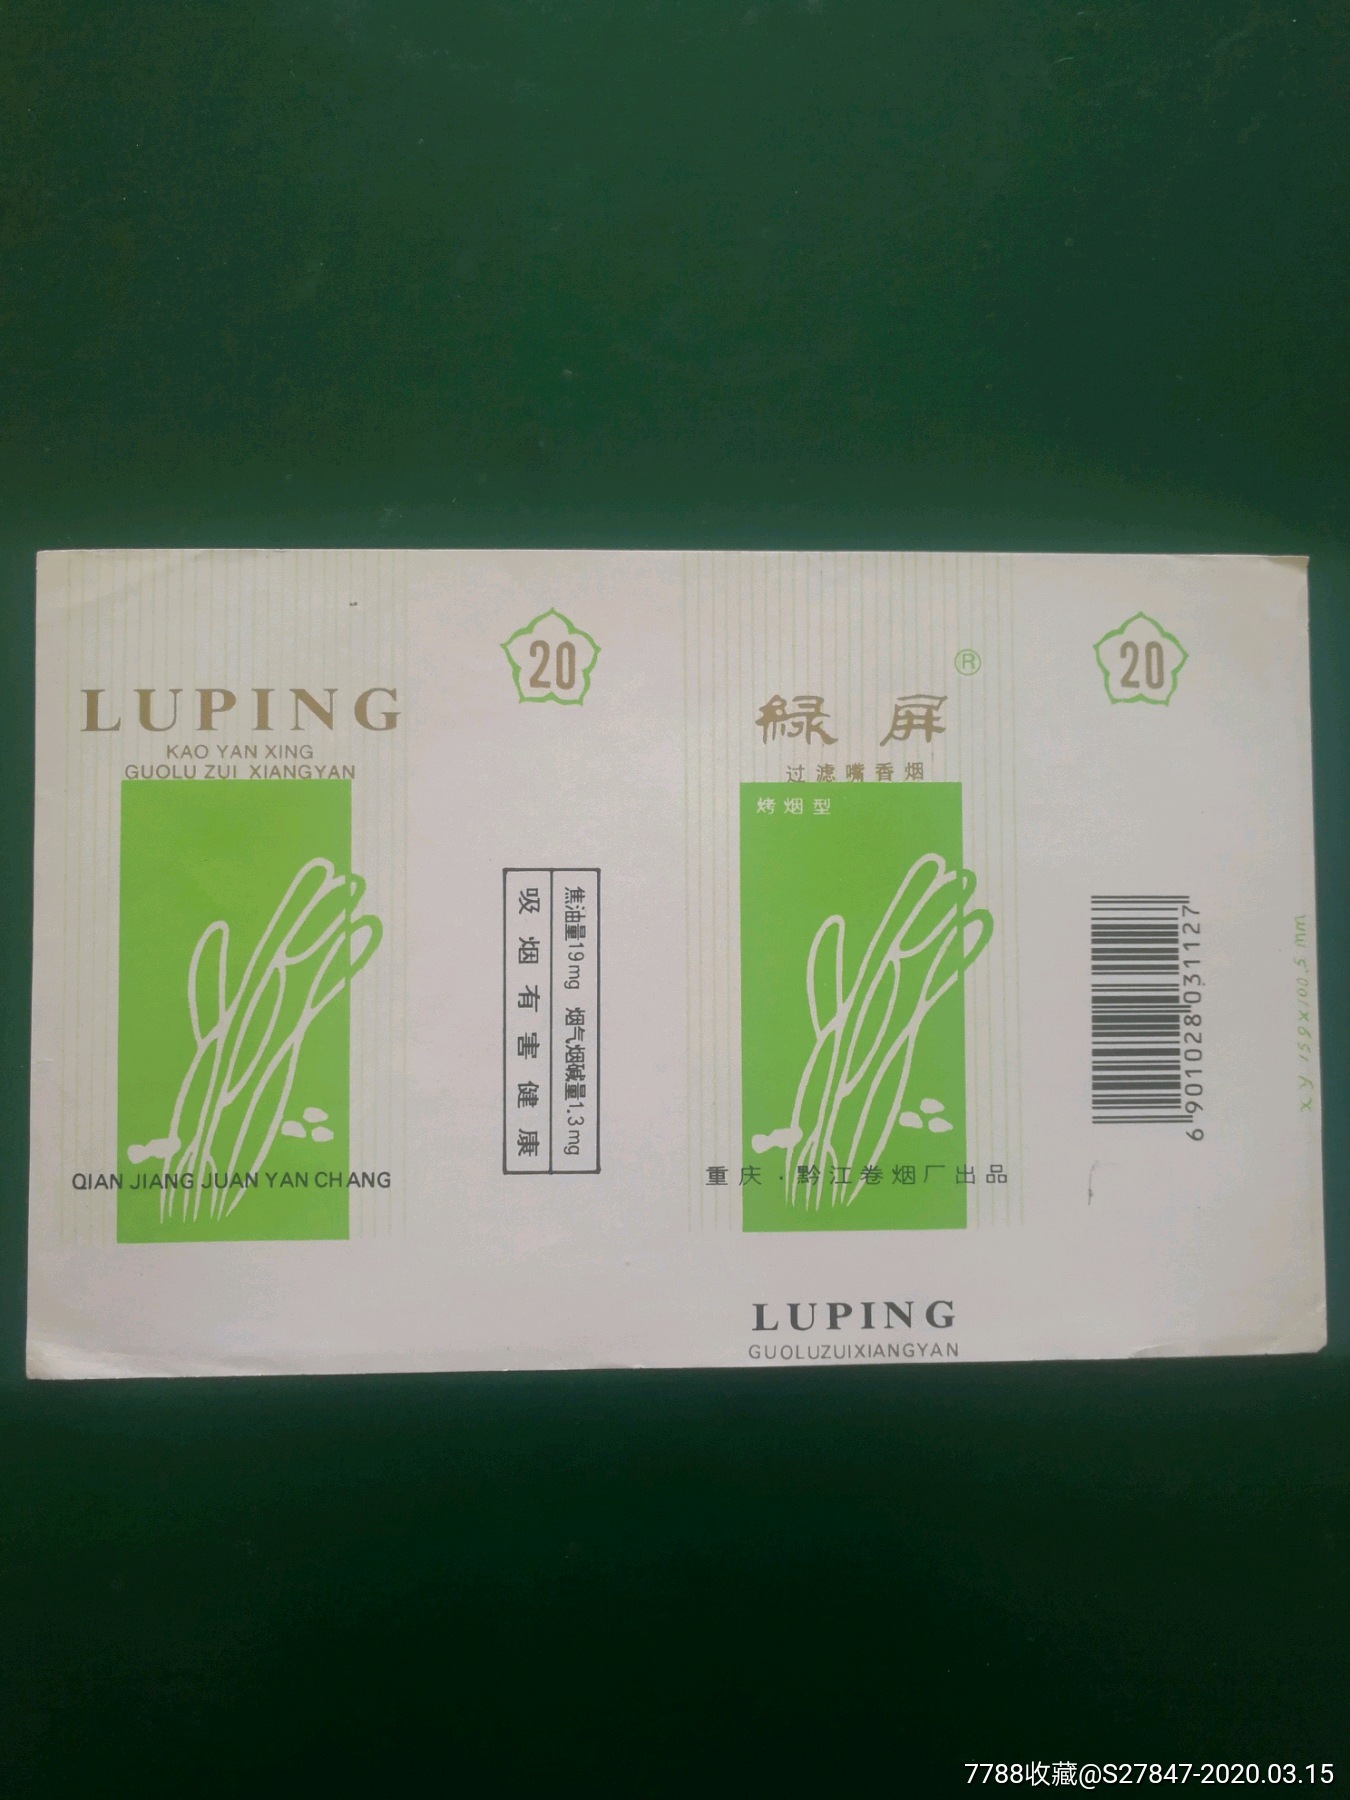 LUPING
KAO YAN XING
GUOLU ZUI XIANGYAN
QIAN JIANG JUAN YAN CHANG
20
焦油量19mg 烟气烟碱量1.3mg
吸烟有害健康
®
綠屏
过滤嘴香烟
烤烟型
重庆·黔江卷烟厂出品
LUPING
GUOLUZUIXIANGYAN
20
6901028031127
XY 159X100.5mm
7788收藏@S27847-2020.03.15